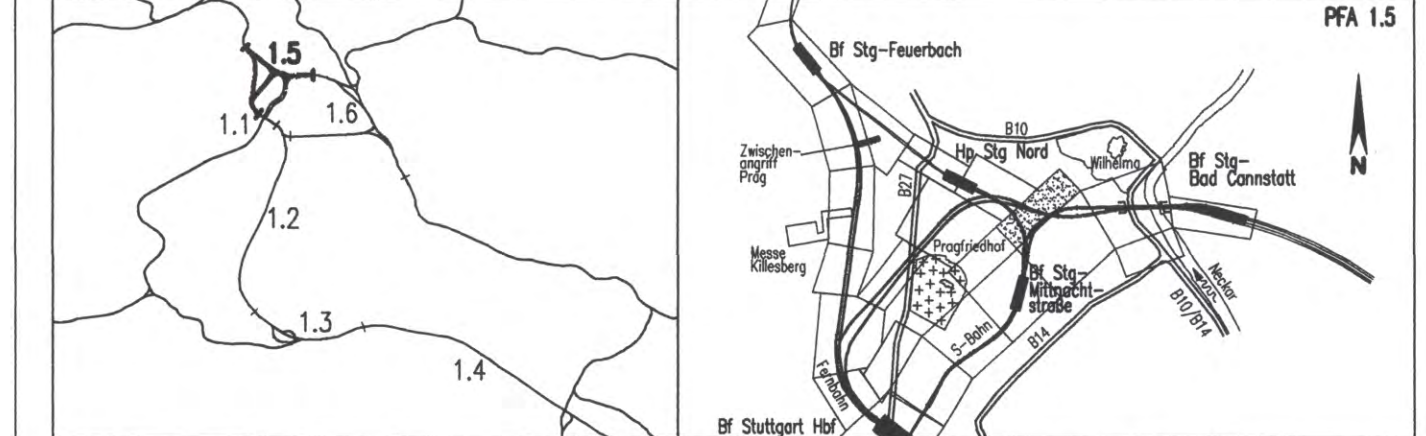 1.5
1.1
1.6
1.2
1.3
1.4
PFA 1.5
Bf Stg-Feuerbach
Zwischen-
angriff
Prag
B10
Hp Stg Nord
Wilhelma
Bf Stg-
Bad Cannstatt
B27
N
Messe
Killesberg
Pragfriedhof
Bf Stg-
Mittnacht-
straße
Neckar
B10/B14
S-Bahn
B14
Fernbahn
Bf Stuttgart Hbf